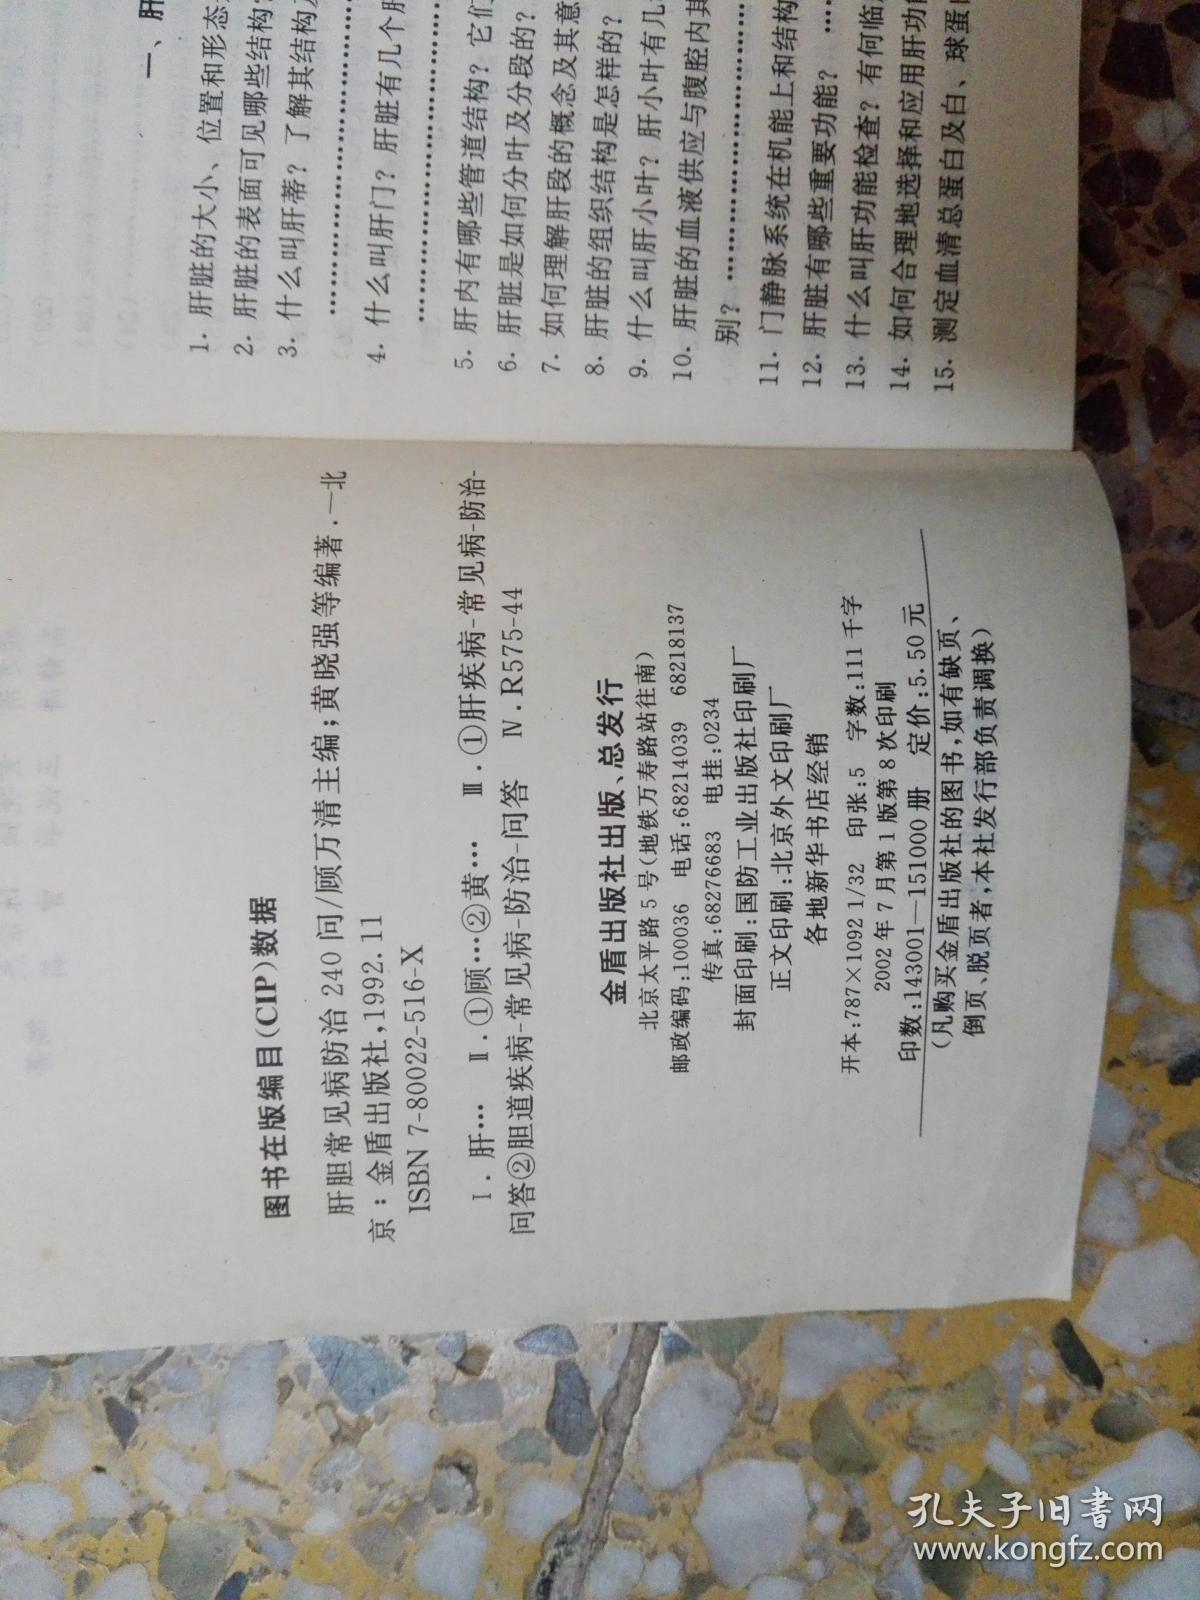 图书在版编目(CIP)数据
肝胆常见病防治 240 问/顾万清主编;黄晓强等编著.—北
京:金盾出版社,1992.11
ISBN 7-80022-516-X
Ⅰ.肝… Ⅱ.①顾…②黄… Ⅲ.①肝疾病-常见病-防治-
问答②胆道疾病-常见病-防治-问答 Ⅳ.R575-44
金盾出版社出版、总发行
北京太平路 5 号(地铁万寿路站往南)
邮政编码:100036 电话:68214039 68218137
传真:68276683 电挂:0234
封面印刷:国防工业出版社印刷厂
正文印刷:北京外文印刷厂
各地新华书店经销
开本:787×1092 1/32 印张:5 字数:111 千字
2002 年 7 月第 1 版第 8 次印刷
印数:143001—151000 册 定价:5.50 元
(凡购买金盾出版社的图书,如有缺页、
倒页、脱页者,本社发行部负责调换)
一、肝
1. 肝脏的大小、位置和形态
2. 肝脏的表面可见哪些结构
3. 什么叫肝蒂?了解其结构
………………
4. 什么叫肝门?肝脏有几个肝
………………
5. 肝内有哪些管道结构?它们
6. 肝脏是如何分叶及分段的?
7. 如何理解肝段的概念及其意
8. 肝脏的组织结构是怎样的?
9. 什么叫肝小叶?肝小叶有几
10. 肝脏的血液供应与腹腔内其
别?………………
11. 门静脉系统在机能上和结构
12. 肝脏有哪些重要功能? ……
13. 什么叫肝功能检查?有何临
14. 如何合理地选择和应用肝功能
15. 测定血清总蛋白及白、球蛋白
孔夫子旧書网
www.kongfz.com